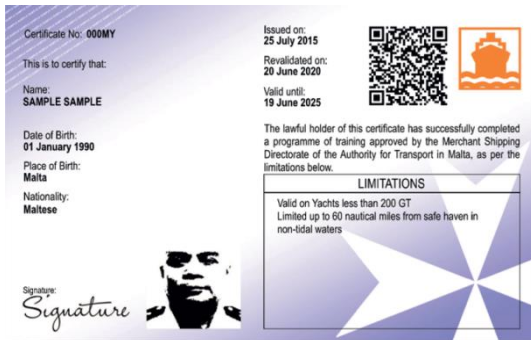 Certificate No: 000MY
This is to certify that:
Name:
SAMPLE SAMPLE
Date of Birth:
01 January 1990
Place of Birth:
Malta
Nationality:
Maltese
Signature:
Signature
Issued on:
25 July 2015
Revalidated on:
20 June 2020
Valid until:
19 June 2025
The lawful holder of this certificate has successfully completed
a programme of training approved by the Merchant Shipping
Directorate of the Authority for Transport in Malta, as per the
limitations below.
LIMITATIONS
Valid on Yachts less than 200 GT
Limited up to 60 nautical miles from safe haven in
non-tidal waters